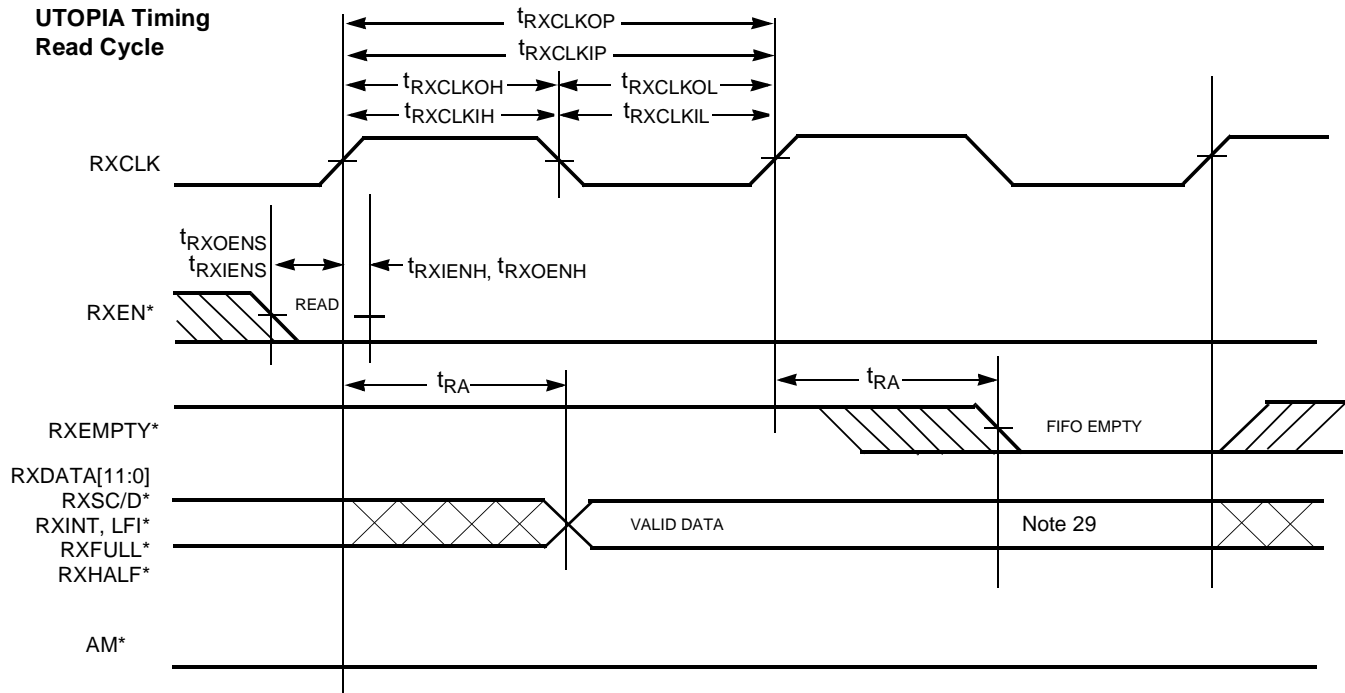 UTOPIA Timing
Read Cycle
tRXCLKOP
tRXCLKIP
tRXCLKOH
tRXCLKOL
tRXCLKIH
tRXCLKIL
RXCLK
tRXOENS
tRXIENS
tRXIENH, tRXOENH
RXEN*
READ
tRA
tRA
RXEMPTY*
FIFO EMPTY
RXDATA[11:0]
RXSC/D*
RXINT, LFI*
VALID DATA
Note 29
RXFULL*
RXHALF*
AM*